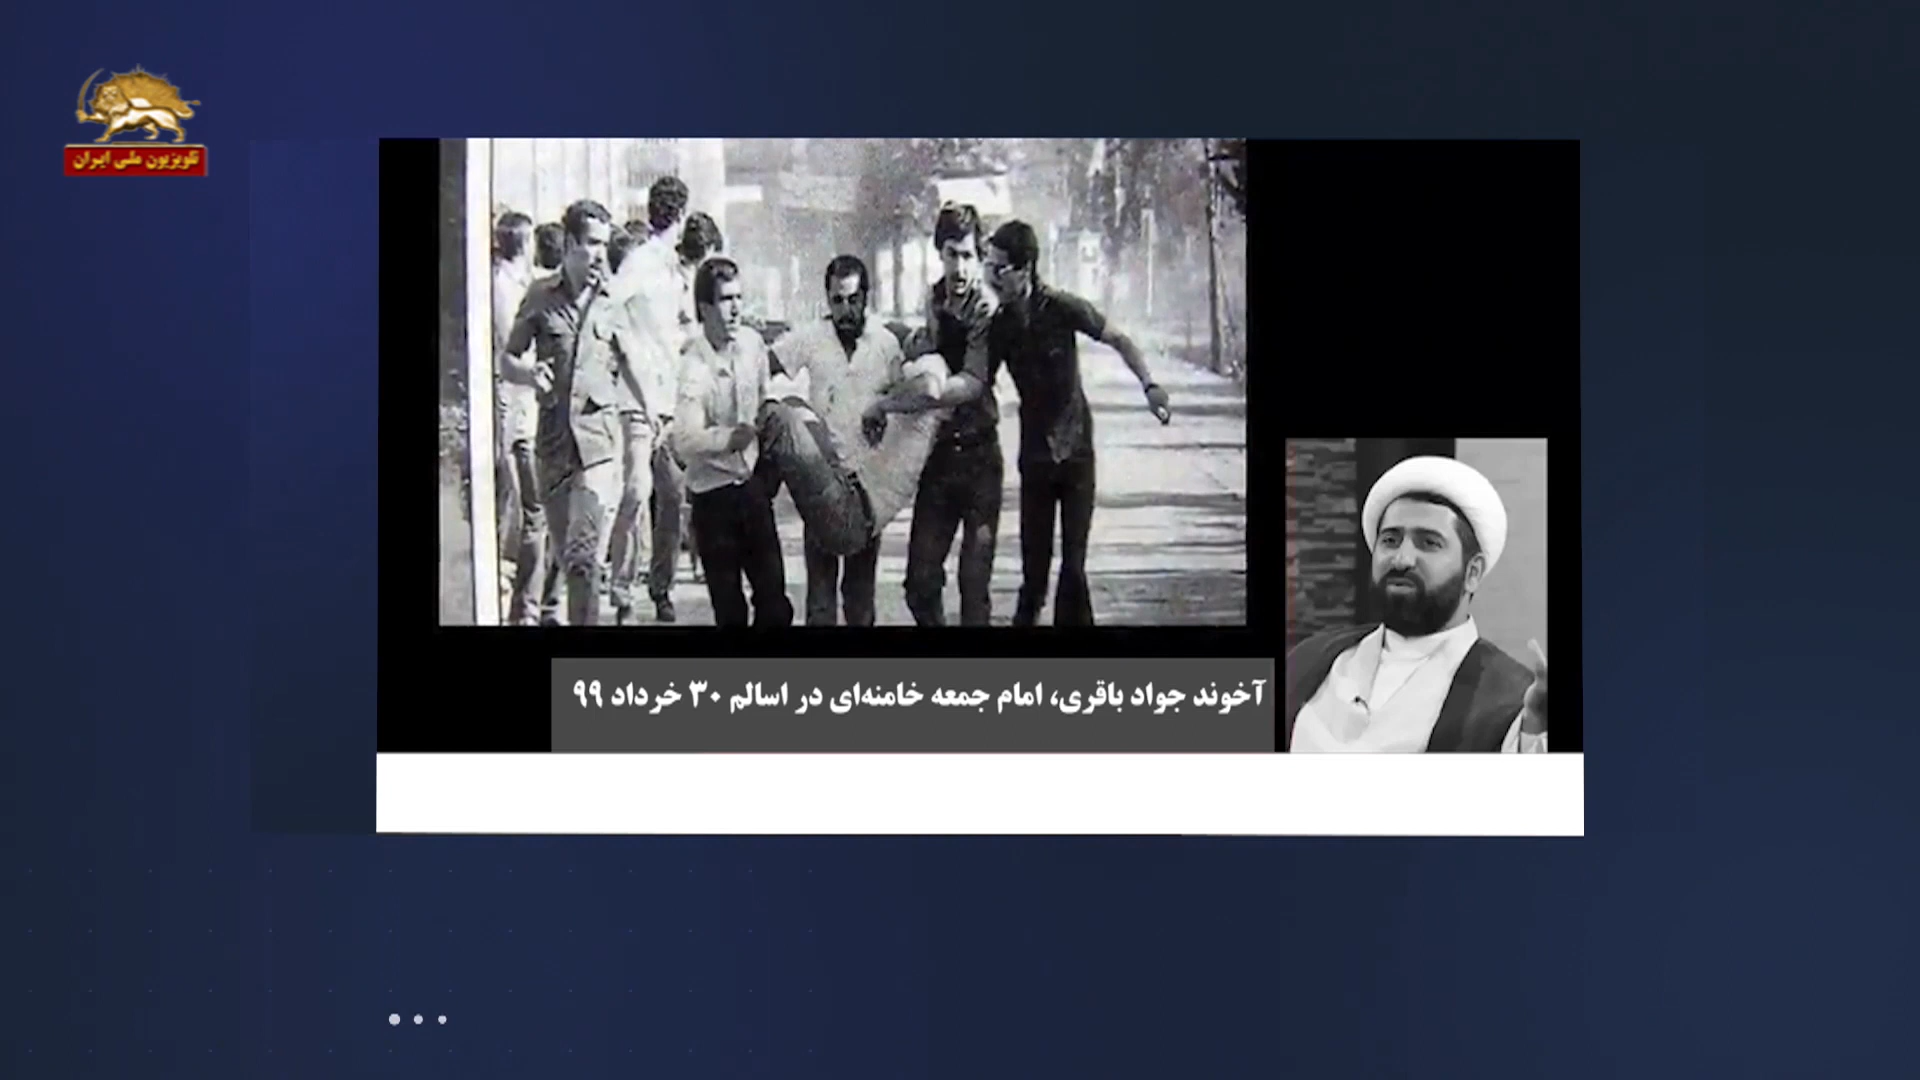 تلویزیون ملی ایران
آخوند جواد باقری، امام جمعه خامنه‌ای در اسالم ۳۰ خرداد ۹۹